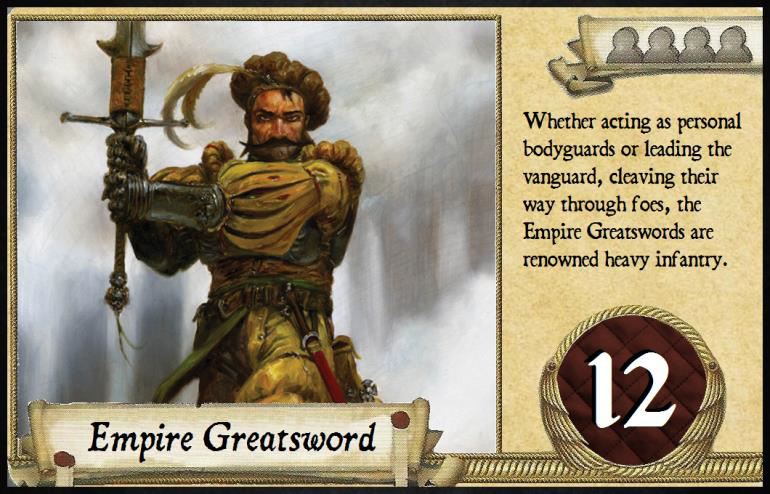 Whether acting as personal
bodyguards or leading the
vanguard, cleaving their
way through foes, the
Empire Greatswords are
renowned heavy infantry.
12
Empire Greatsword